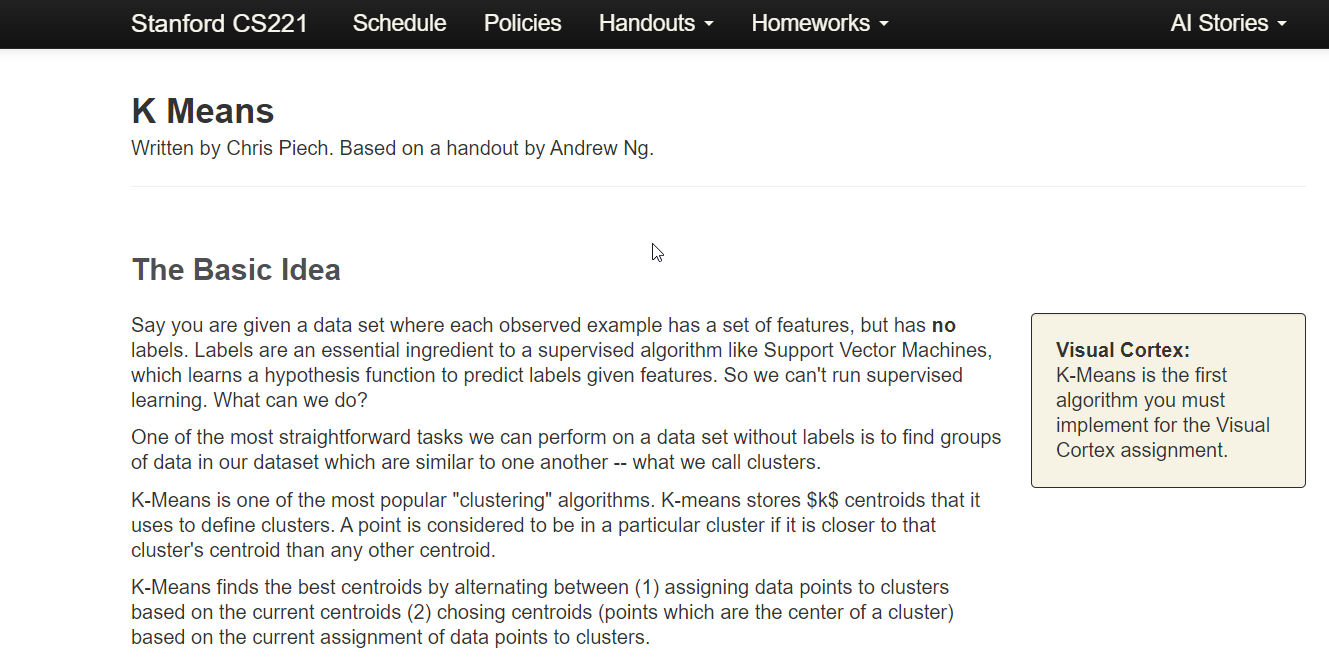 Stanford CS221 Schedule Policies Handouts Homeworks AI Stories
K Means
Written by Chris Piech. Based on a handout by Andrew Ng.
The Basic Idea
Say you are given a data set where each observed example has a set of features, but has no
labels. Labels are an essential ingredient to a supervised algorithm like Support Vector Machines,
which learns a hypothesis function to predict labels given features. So we can't run supervised
learning. What can we do?
One of the most straightforward tasks we can perform on a data set without labels is to find groups
of data in our dataset which are similar to one another -- what we call clusters.
K-Means is one of the most popular "clustering" algorithms. K-means stores $k$ centroids that it
uses to define clusters. A point is considered to be in a particular cluster if it is closer to that
cluster's centroid than any other centroid.
K-Means finds the best centroids by alternating between (1) assigning data points to clusters
based on the current centroids (2) chosing centroids (points which are the center of a cluster)
based on the current assignment of data points to clusters.
Visual Cortex:
K-Means is the first
algorithm you must
implement for the Visual
Cortex assignment.